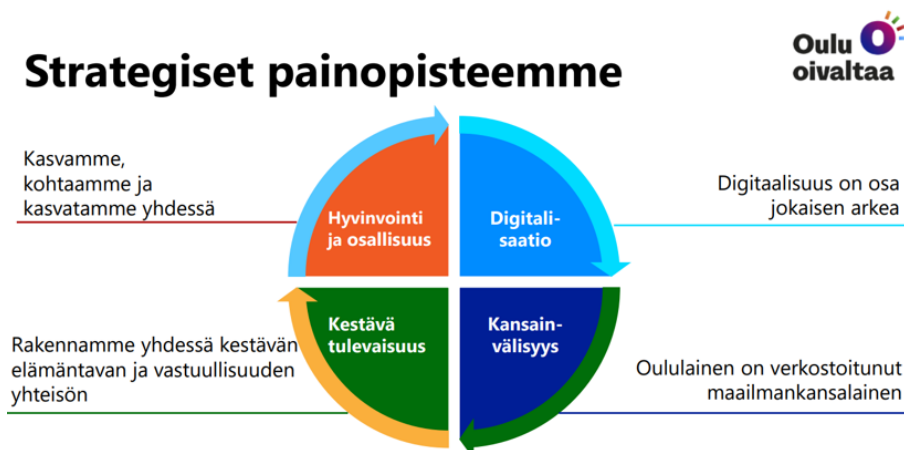 Strategiset painopisteemme
Oulu
oivaltaa
Kasvamme,
kohtaamme ja
kasvatamme yhdessä
Hyvinvointi
ja osallisuus
Digitali-
saatio
Digitaalisuus on osa
jokaisen arkea
Rakennamme yhdessä kestävän
elämäntavan ja vastuullisuuden
yhteisön
Kestävä
tulevaisuus
Kansain-
välisyys
Oululainen on verkostoitunut
maailmankansalainen